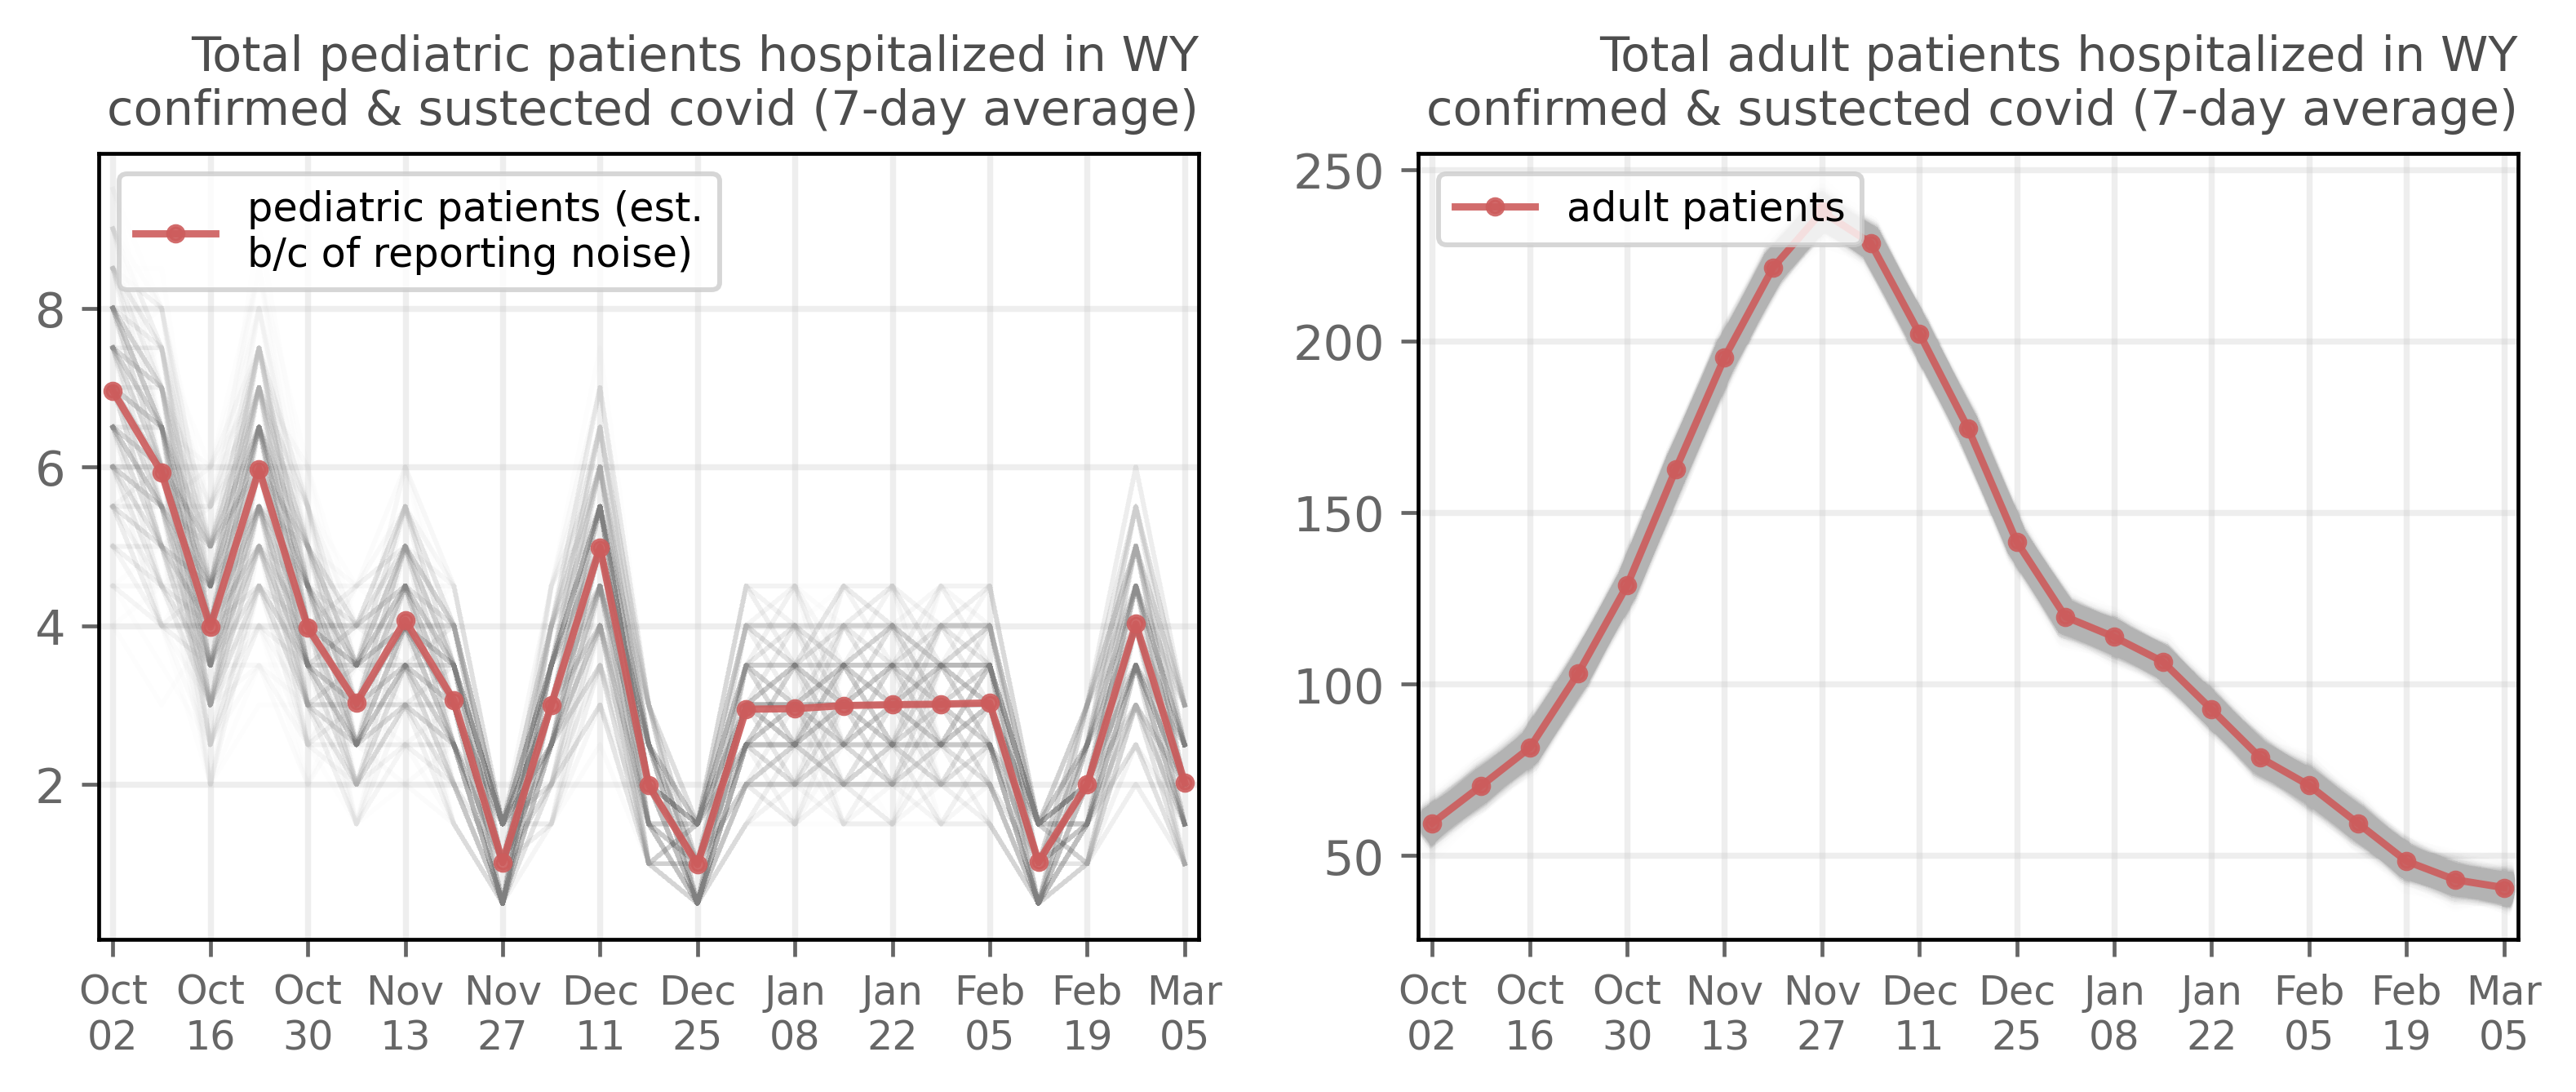 Total pediatric patients hospitalized in WY
confirmed & sustected covid (7-day average)
pediatric patients (est.
b/c of reporting noise)
8
6
4
2
Oct Oct Oct Nov Nov Dec Dec Jan Jan Feb Feb Mar
02 16 30 13 27 11 25 08 22 05 19 05
Total adult patients hospitalized in WY
confirmed & sustected covid (7-day average)
adult patients
250
200
150
100
50
Oct Oct Oct Nov Nov Dec Dec Jan Jan Feb Feb Mar
02 16 30 13 27 11 25 08 22 05 19 05